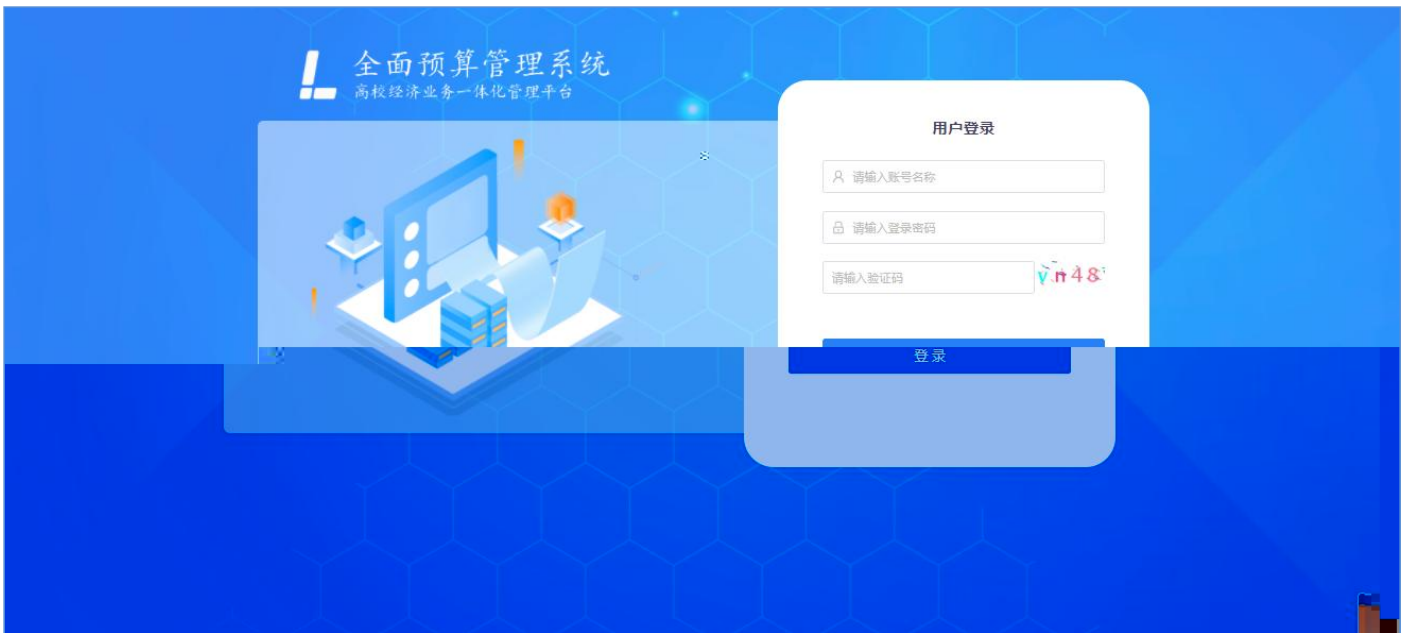 全面预算管理系统
高校经济业务一体化管理平台
用户登录
请输入账号名称
请输入登录密码
请输入验证码
vn48
登录